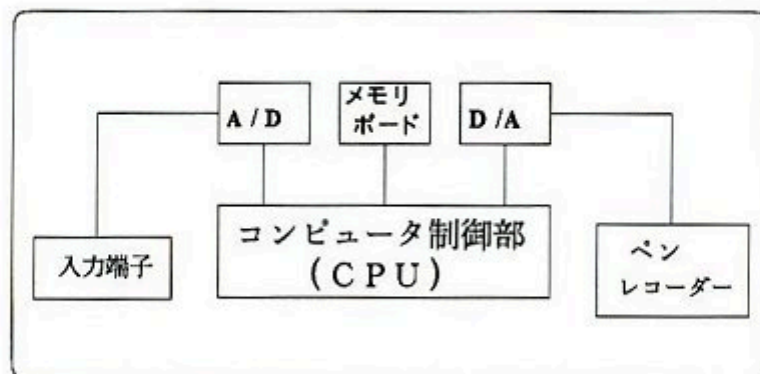 A / D
メモリ
ボード
D /A
入力端子
コンピュータ制御部
(ＣＰＵ)
ペン
レコーダー